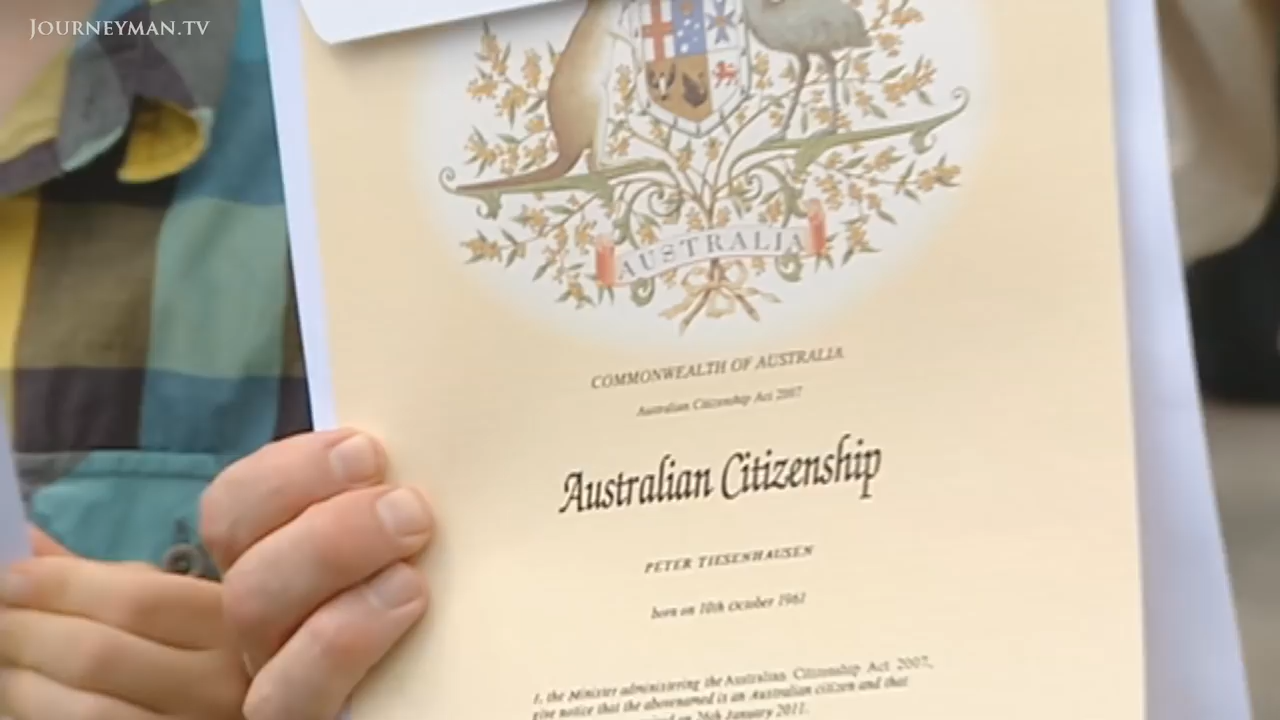 JOURNEYMAN.TV
AUSTRALIA
COMMONWEALTH OF AUSTRALIA
Australian Citizenship Act 2007
Australian Citizenship
PETER TIESENHAUSEN
born on 10th October 1961
I, the Minister administering the Australian Citizenship Act 2007,
give notice that the abovenamed is an Australian citizen and that
on 26th January 2011.